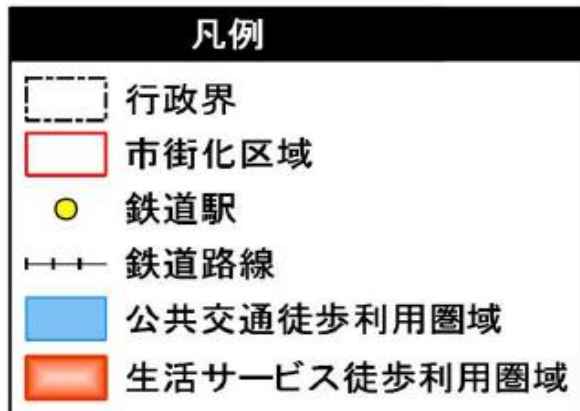 凡例
行政界
市街化区域
鉄道駅
鉄道路線
公共交通徒歩利用圏域
生活サービス徒歩利用圏域